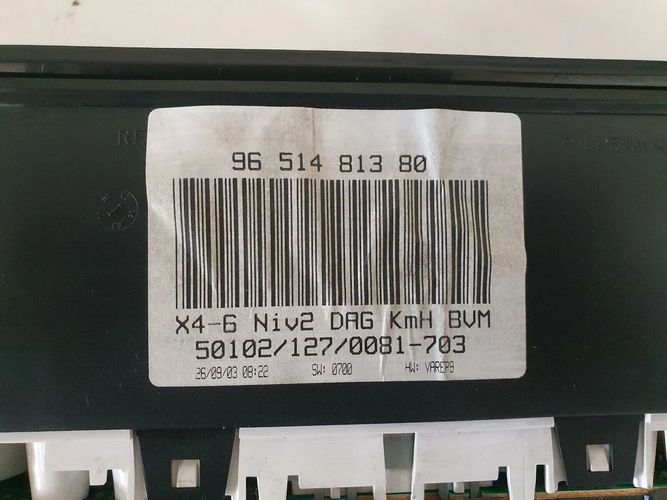 96 514 813 80
X4-6 Niv2 DAG KmH BVM
50102/127/0081-703
26/09/03 08:22 SW: 0700 HW: VAREP9